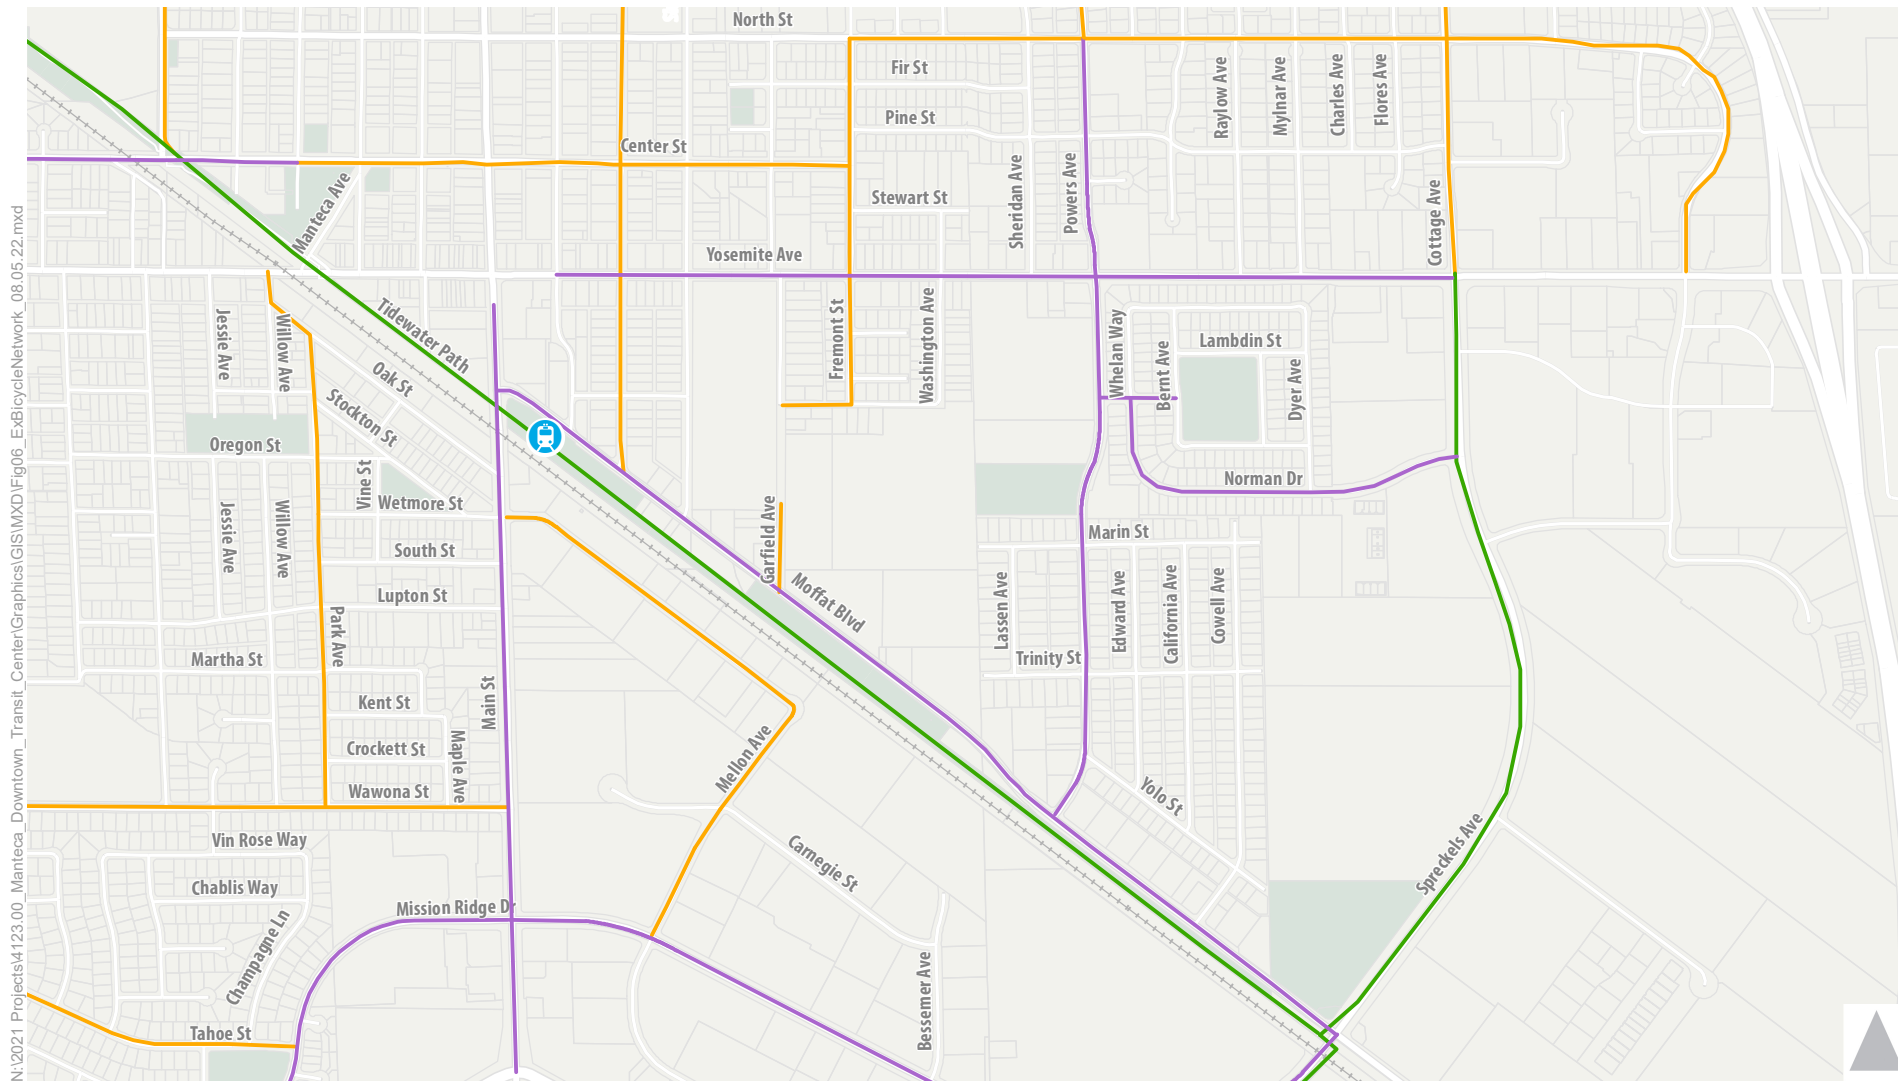 North St
Fir St
Pine St
Center St
Raylow Ave
Mylnar Ave
Charles Ave
Flores Ave
Manteca Ave
Stewart St
Sheridan Ave
Powers Ave
Cottage Ave
Yosemite Ave
Tidewater Path
Jessie Ave
Willow Ave
Oak St
Stockton St
Fremont St
Washington Ave
Whelan Way
Bernt Ave
Lambdin St
Dyer Ave
Oregon St
Vine St
Wetmore St
Norman Dr
Jessie Ave
Willow Ave
South St
Garfield Ave
Marin St
Lupton St
Moffat Blvd
Lassen Ave
Edward Ave
California Ave
Cowell Ave
Park Ave
Martha St
Trinity St
Kent St
Main St
Crockett St
Maple Ave
Mellon Ave
Wawona St
Yolo St
Vin Rose Way
Carnegie St
Spreckels Ave
Chablis Way
Mission Ridge Dr
Champagne Ln
Bessemer Ave
Tahoe St
N:\2021 Projects\4123.00_Manteca_Downtown_Transit_Center\Graphics\GIS\MXD\Fig06_ExBicycleNetwork_08.05.22.mxd